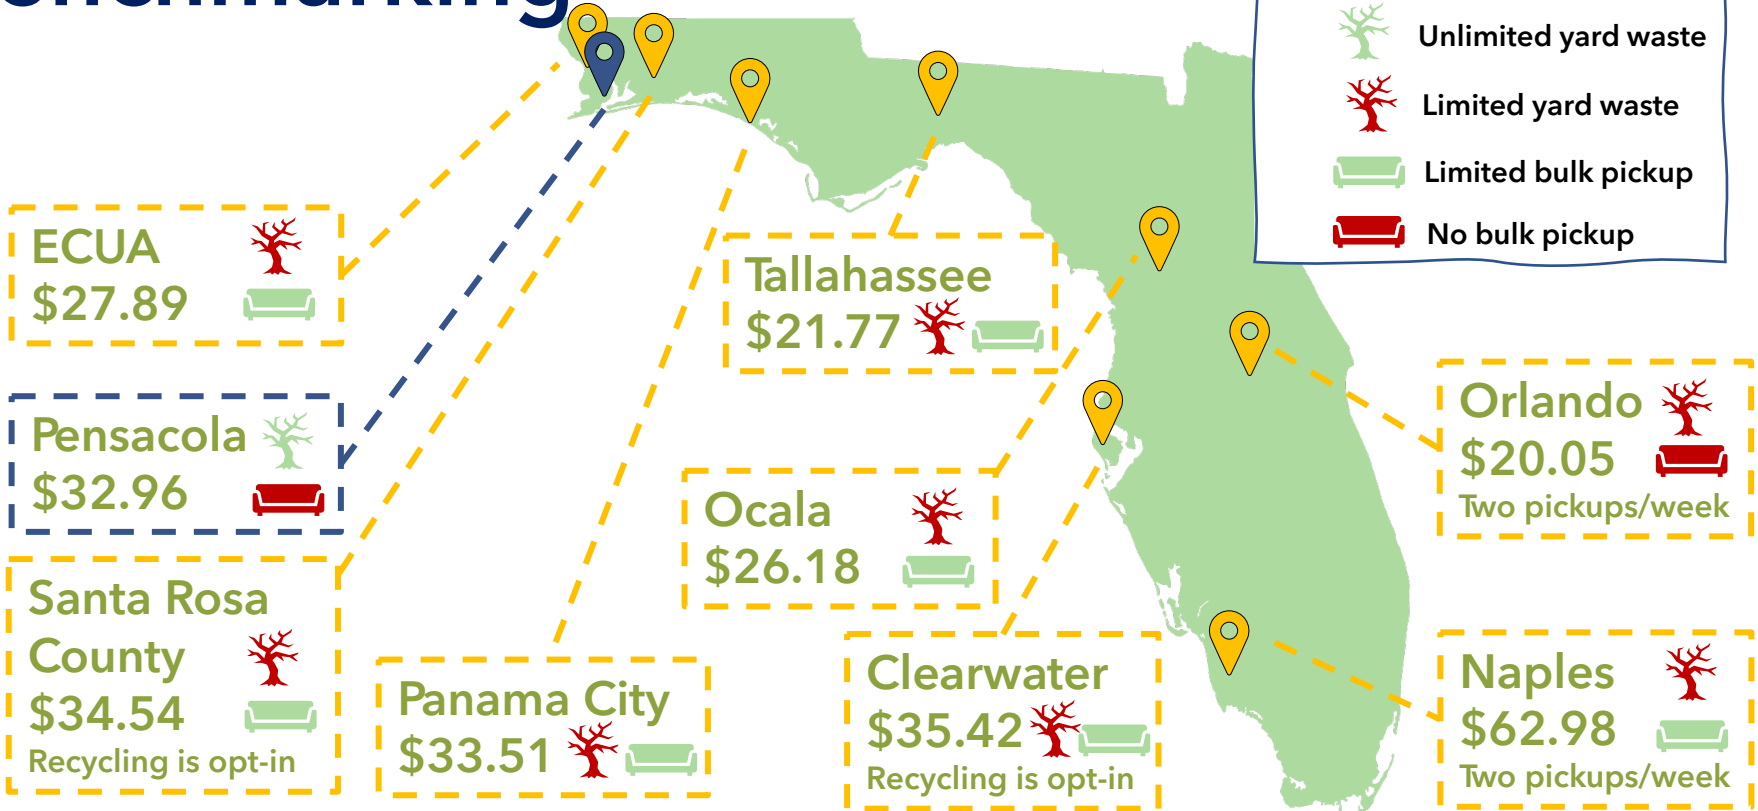 Unlimited yard waste
Limited yard waste
Limited bulk pickup
No bulk pickup
ECUA
$27.89
Tallahassee
$21.77
Pensacola
$32.96
Orlando
$20.05
Two pickups/week
Ocala
$26.18
Santa Rosa
County
$34.54
Recycling is opt-in
Panama City
$33.51
Clearwater
$35.42
Recycling is opt-in
Naples
$62.98
Two pickups/week